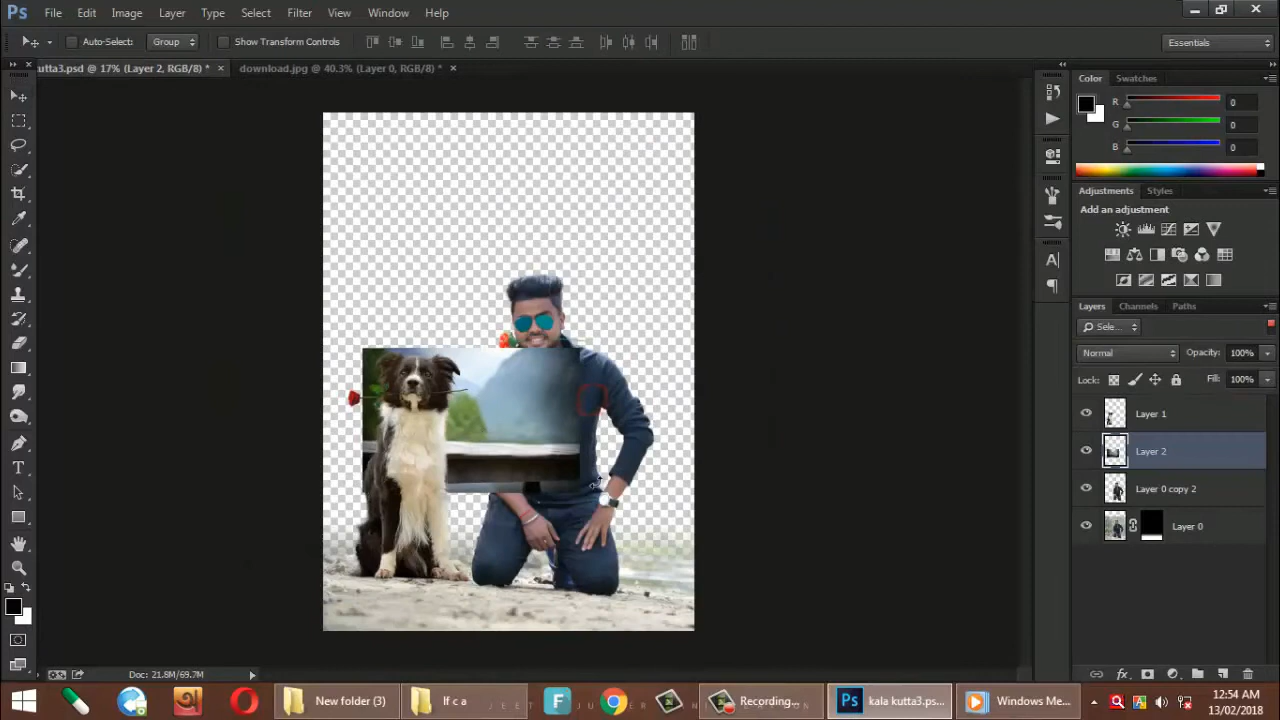 Ps File Edit Image Layer Type Select Filter View Window Help
Auto-Select: Group Show Transform Controls Essentials
kutta3.psd @ 17% (Layer 2, RGB/8) * × download.jpg @ 40.3% (Layer 0, RGB/8) * ×
Color Swatches
R 0
G 0
B 0
Adjustments Styles
Add an adjustment
Layers Channels Paths
Sele...
Normal Opacity: 100%
Lock: Fill: 100%
Layer 1
Layer 2
Layer 0 copy 2
Layer 0
Doc: 21.8M/69.7M
New folder (3) If c a Recording... Ps kala kutta3.ps... Windows Me...
12:54 AM
13/02/2018